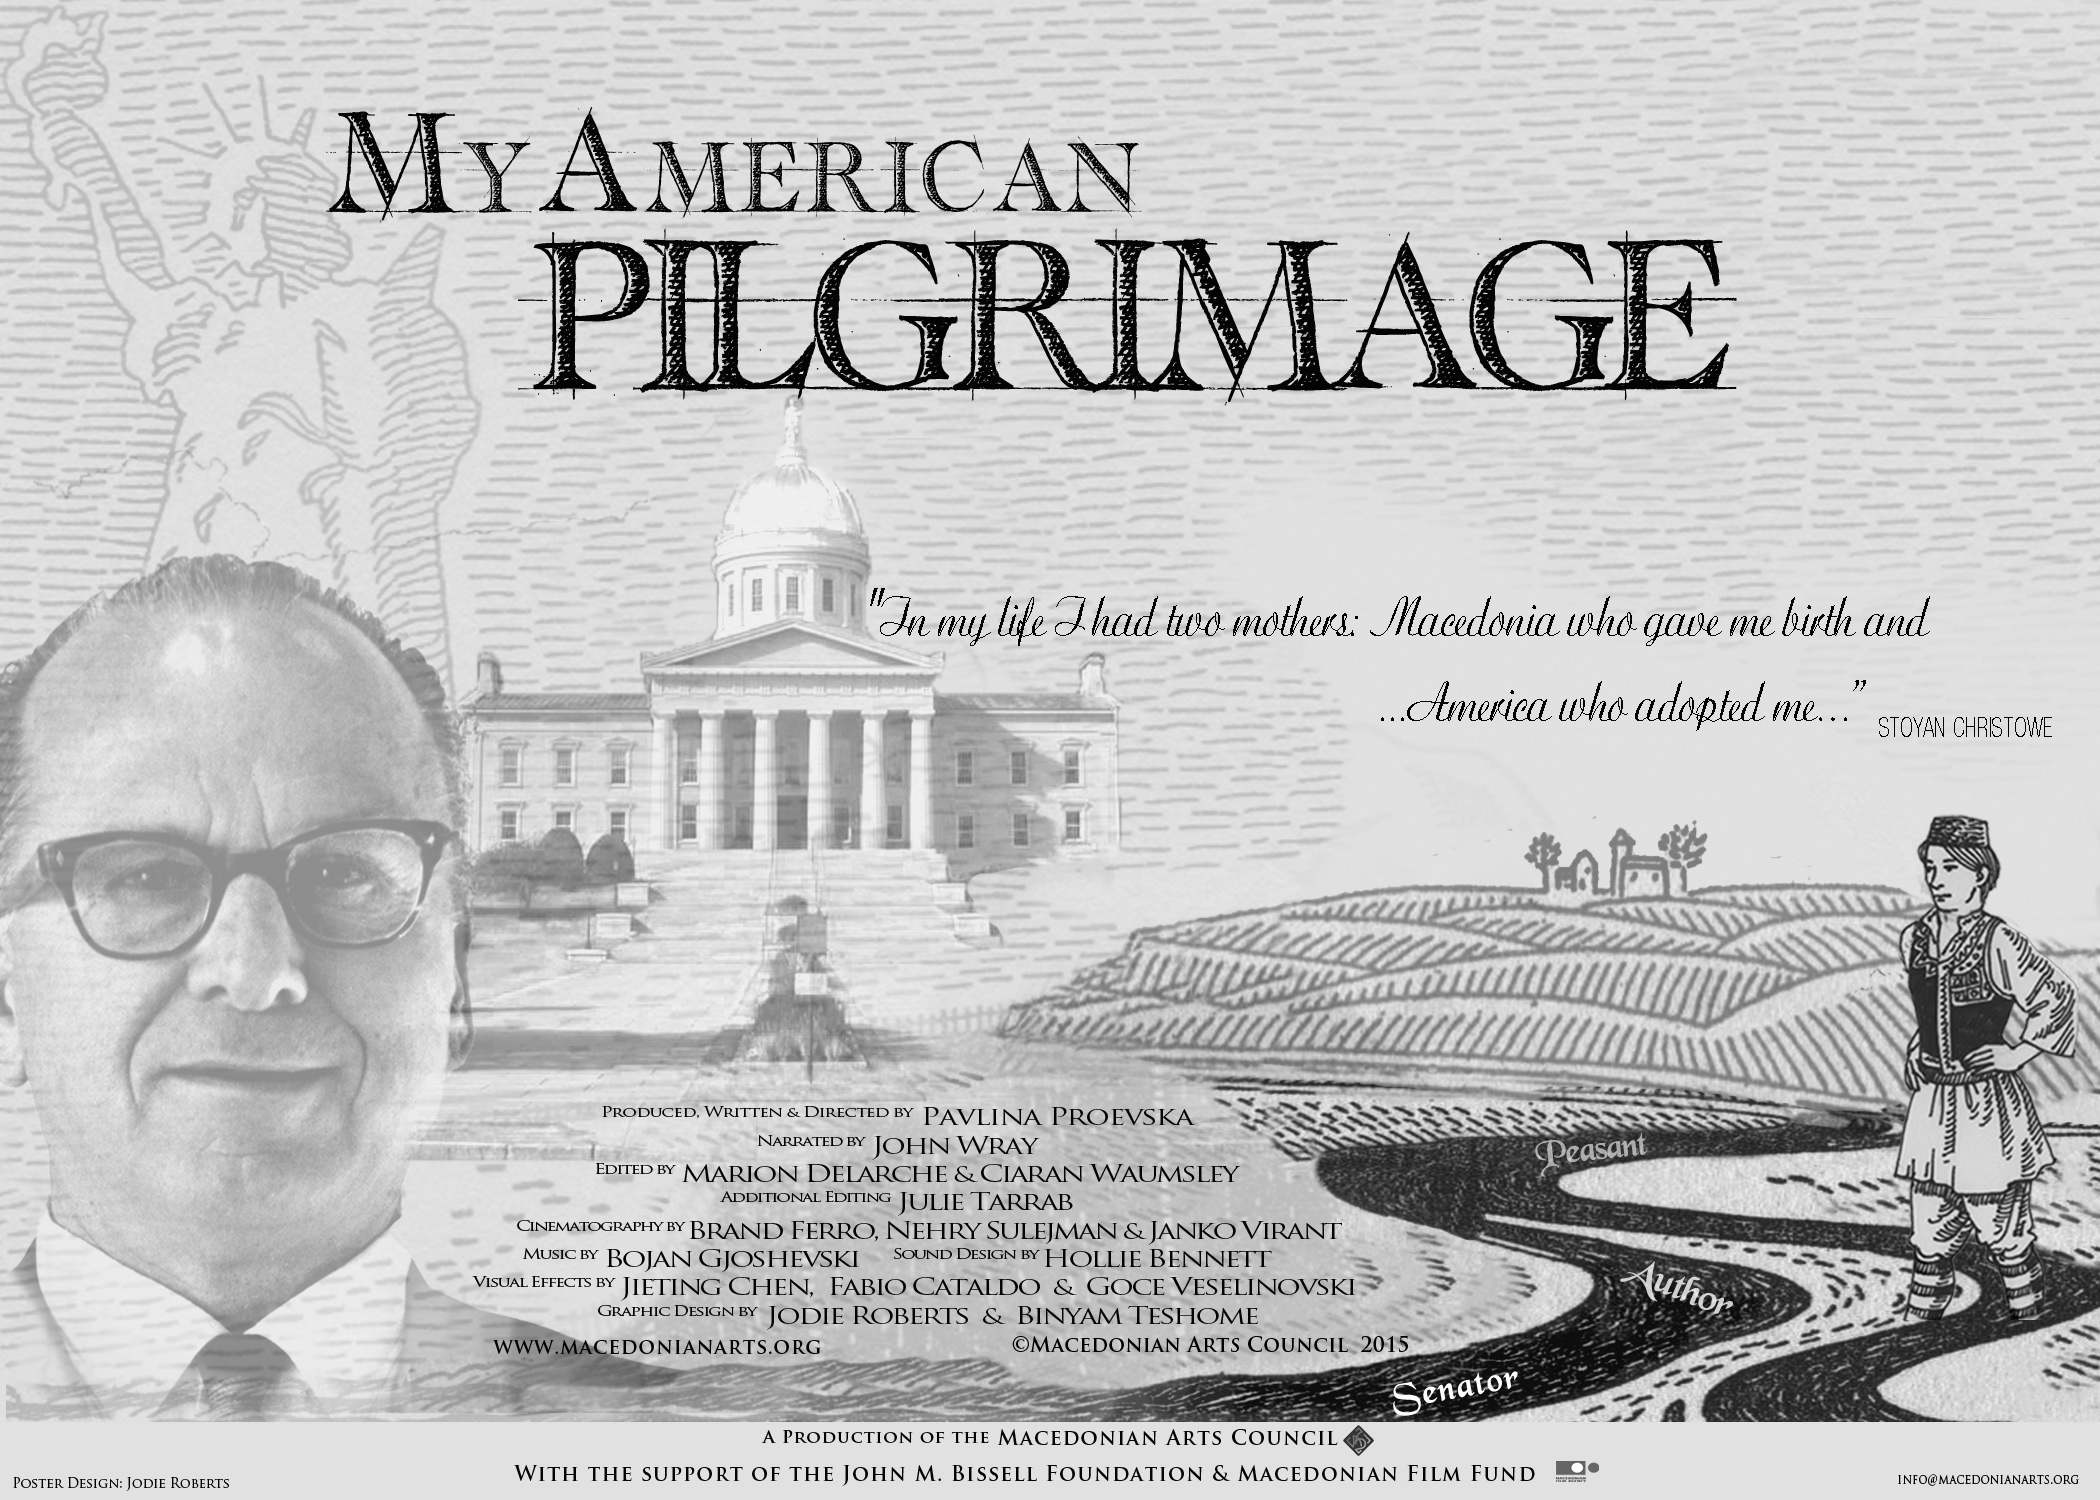 My American
PILGRIMAGE
"In my life I had two mothers: Macedonia who gave me birth and
...America who adopted me..."
STOYAN CHRISTOWE
Peasant
Author
Senator
Produced, Written & Directed by PAVLINA PROEVSKA
Narrated by JOHN WRAY
Edited by MARION DELARCHE & CIARAN WAUMSLEY
Additional Editing JULIE TARRAB
Cinematography by BRAND FERRO, NEHRY SULEJMAN & JANKO VIRANT
Music by BOJAN GJOSHEVSKI Sound Design by HOLLIE BENNETT
Visual Effects by JIETING CHEN, FABIO CATALDO & GOCE VESELINOVSKI
Graphic Design by JODIE ROBERTS & BINYAM TESHOME
www.macedonianarts.org ©Macedonian Arts Council 2015
A Production of the Macedonian Arts Council
With the support of the John M. Bissell Foundation & Macedonian Film Fund
Poster Design: Jodie Roberts
info@macedonianarts.org